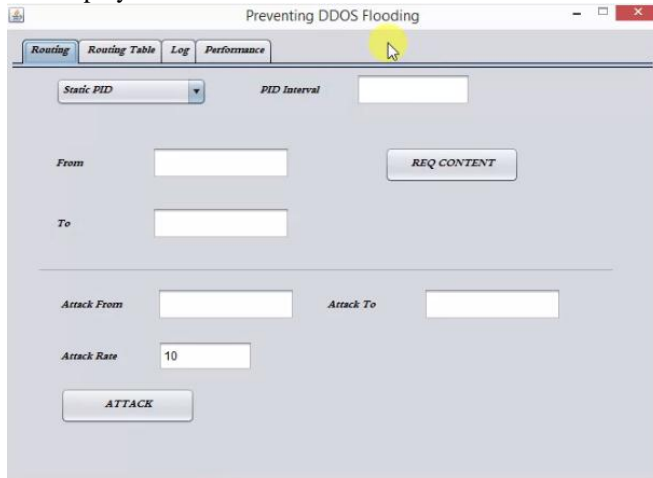 Preventing DDOS Flooding
Routing Routing Table Log Performance
Static PID PID Interval
From REQ CONTENT
To
Attack From Attack To
Attack Rate 10
ATTACK